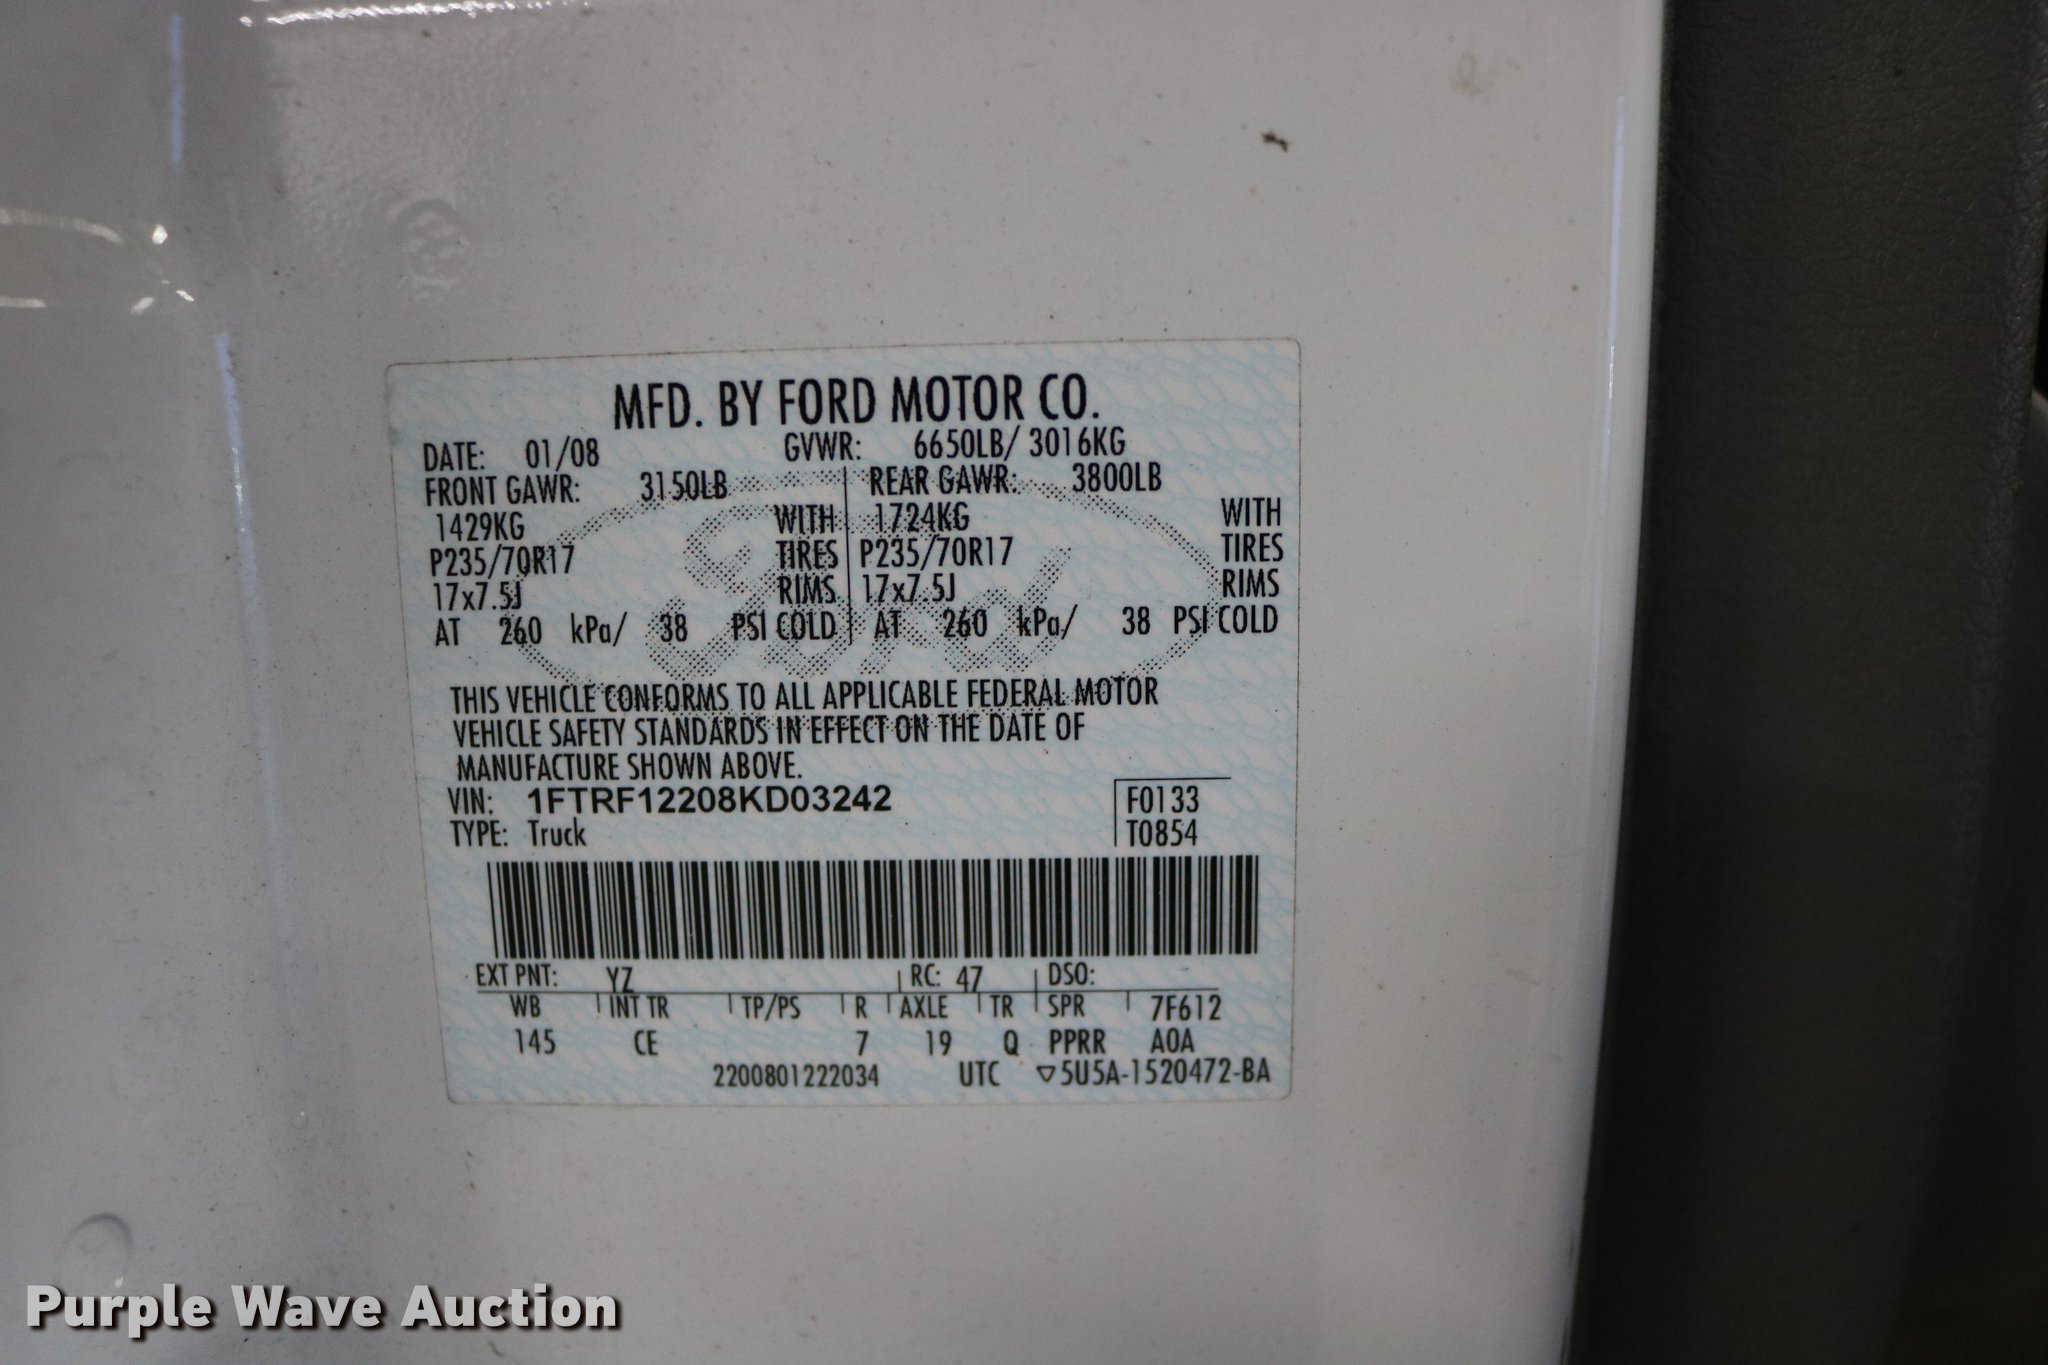 MFD. BY FORD MOTOR CO.
DATE: 01/08 GVWR: 6650LB/ 3016KG
FRONT GAWR: 3150LB REAR GAWR: 3800LB
1429KG WITH 1724KG WITH
P235/70R17 TIRES P235/70R17 TIRES
17x7.5J RIMS 17x7.5J RIMS
AT 260 kPa/ 38 PSI COLD AT 260 kPa/ 38 PSI COLD
Ford
THIS VEHICLE CONFORMS TO ALL APPLICABLE FEDERAL MOTOR
VEHICLE SAFETY STANDARDS IN EFFECT ON THE DATE OF
MANUFACTURE SHOWN ABOVE.
VIN: 1FTRF12208KD03242 F0133
TYPE: Truck T0854
EXT PNT: YZ RC: 47 DSO:
WB INT TR TP/PS R AXLE TR SPR 7F612
145 CE 7 19 Q PPRR A0A
2200801222034 UTC ▽5U5A-1520472-BA
Purple Wave Auction